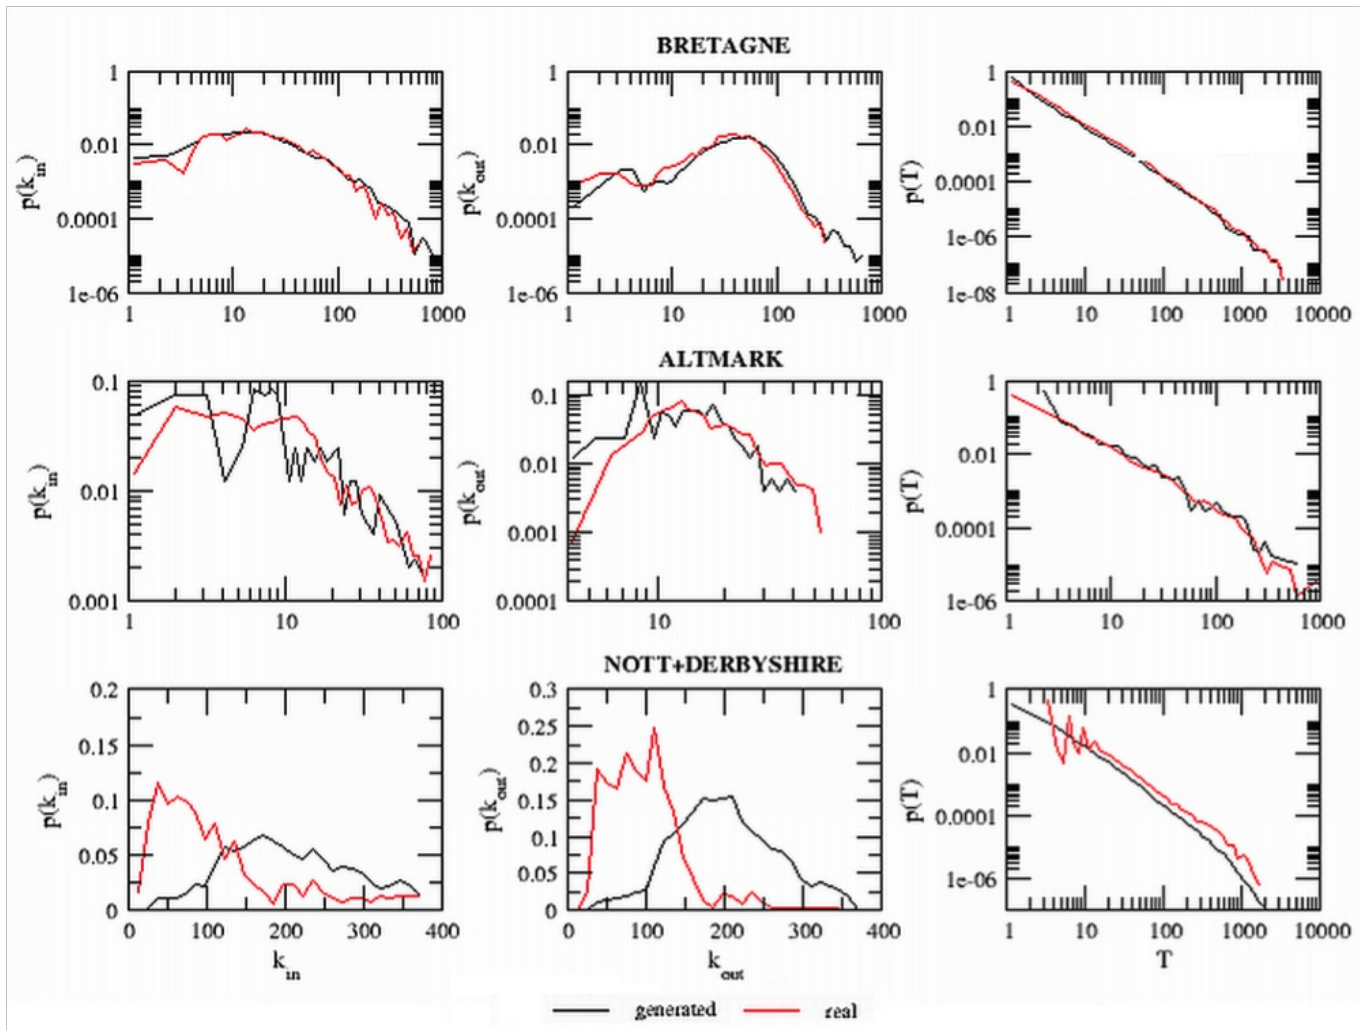 BRETAGNE
1 1 1
0.01 0.01 0.01
p(k_in) p(k_out) p(T)
0.0001 0.0001 0.0001
1e-06
1e-06 1e-06 1e-08
1 10 100 1000 1 10 100 1000 1 10 100 1000 10000
ALTMARK
0.1 0.1 1
0.01 0.01 0.01
p(k_in) p(k_out) p(T)
0.001 0.0001
0.001 0.0001 1e-06
1 10 100 10 100 1 10 100 1000
NOTT+DERBYSHIRE
0.2 0.3 1
0.25
0.15 0.2 0.01
p(k_in) p(k_out) p(T)
0.1 0.15 0.0001
0.1
0.05 0.05 1e-06
0 0
0 100 200 300 400 0 100 200 300 400 1 10 100 1000 10000
k_in k_out T
generated real